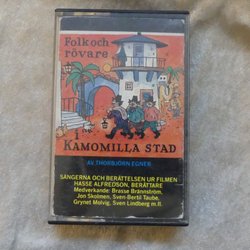 Folk och
rövare
i
KAMOMILLA STAD
AV THORBJÖRN EGNER
SÅNGERNA OCH BERÄTTELSEN UR FILMEN
HASSE ALFREDSON, BERÄTTARE
Medverkande: Brasse Brännström,
Jon Skolmen, Sven-Bertil Taube,
Grynet Molvig, Sven Lindberg m.fl.